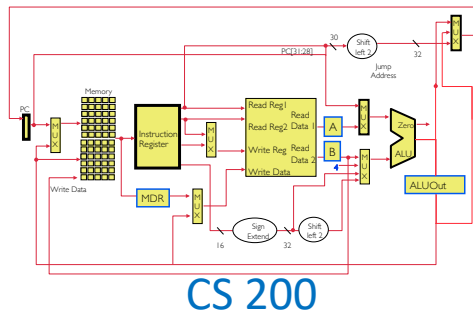 30
Shift
left 2
32
M
U
X
PC[31:28]
Jump
Address
PC
M
U
X
Memory
Write Data
Instruction
Register
MDR
M
U
X
M
U
X
Read Reg1
Read
Data 1
Read Reg2
Write Reg
Read
Data 2
Write Data
A
B
4
M
U
X
M
U
X
Zero
ALU
ALUOut
16
Sign
Extend
32
Shift
left 2
CS 200